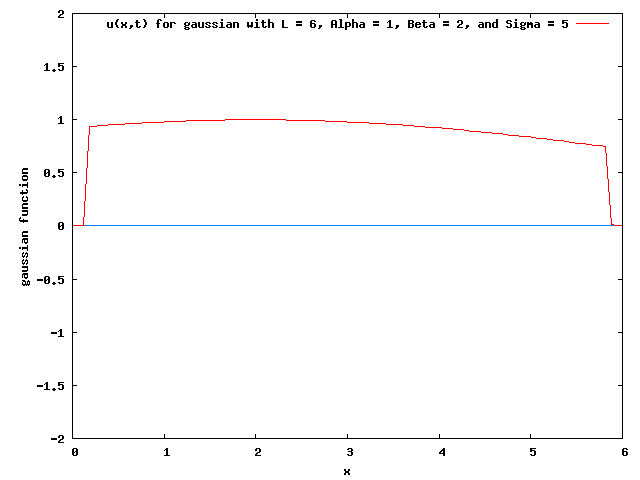 2
u(x,t) for gaussian with L = 6, Alpha = 1, Beta = 2, and Sigma = 5
1.5
1
0.5
gaussian function
0
-0.5
-1
-1.5
-2
0 1 2 3 4 5 6
x